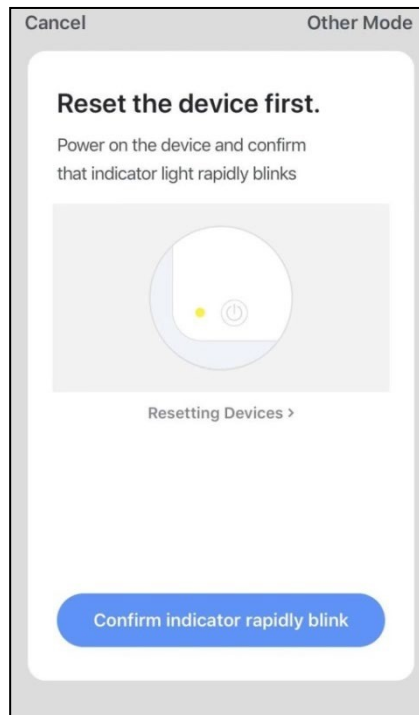 Cancel
Other Mode
Reset the device first.
Power on the device and confirm
that indicator light rapidly blinks
Resetting Devices >
Confirm indicator rapidly blink